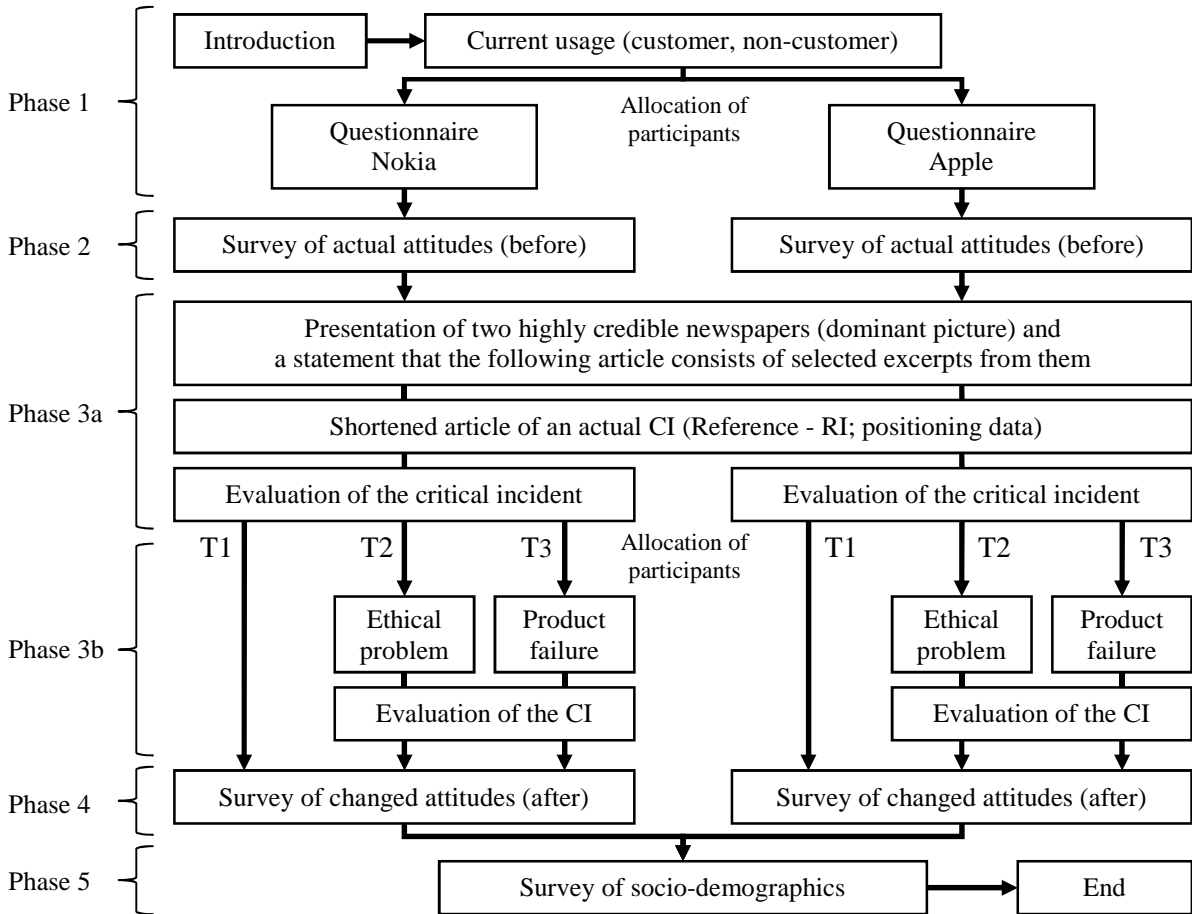 Introduction
Current usage (customer, non-customer)
Phase 1
Allocation of
participants
Questionnaire
Nokia
Questionnaire
Apple
Phase 2
Survey of actual attitudes (before)
Survey of actual attitudes (before)
Presentation of two highly credible newspapers (dominant picture) and
a statement that the following article consists of selected excerpts from them
Phase 3a
Shortened article of an actual CI (Reference - RI; positioning data)
Evaluation of the critical incident
Evaluation of the critical incident
T1
T2
T3
Allocation of
participants
T1
T2
T3
Phase 3b
Ethical
problem
Product
failure
Ethical
problem
Product
failure
Evaluation of the CI
Evaluation of the CI
Phase 4
Survey of changed attitudes (after)
Survey of changed attitudes (after)
Phase 5
Survey of socio-demographics
End